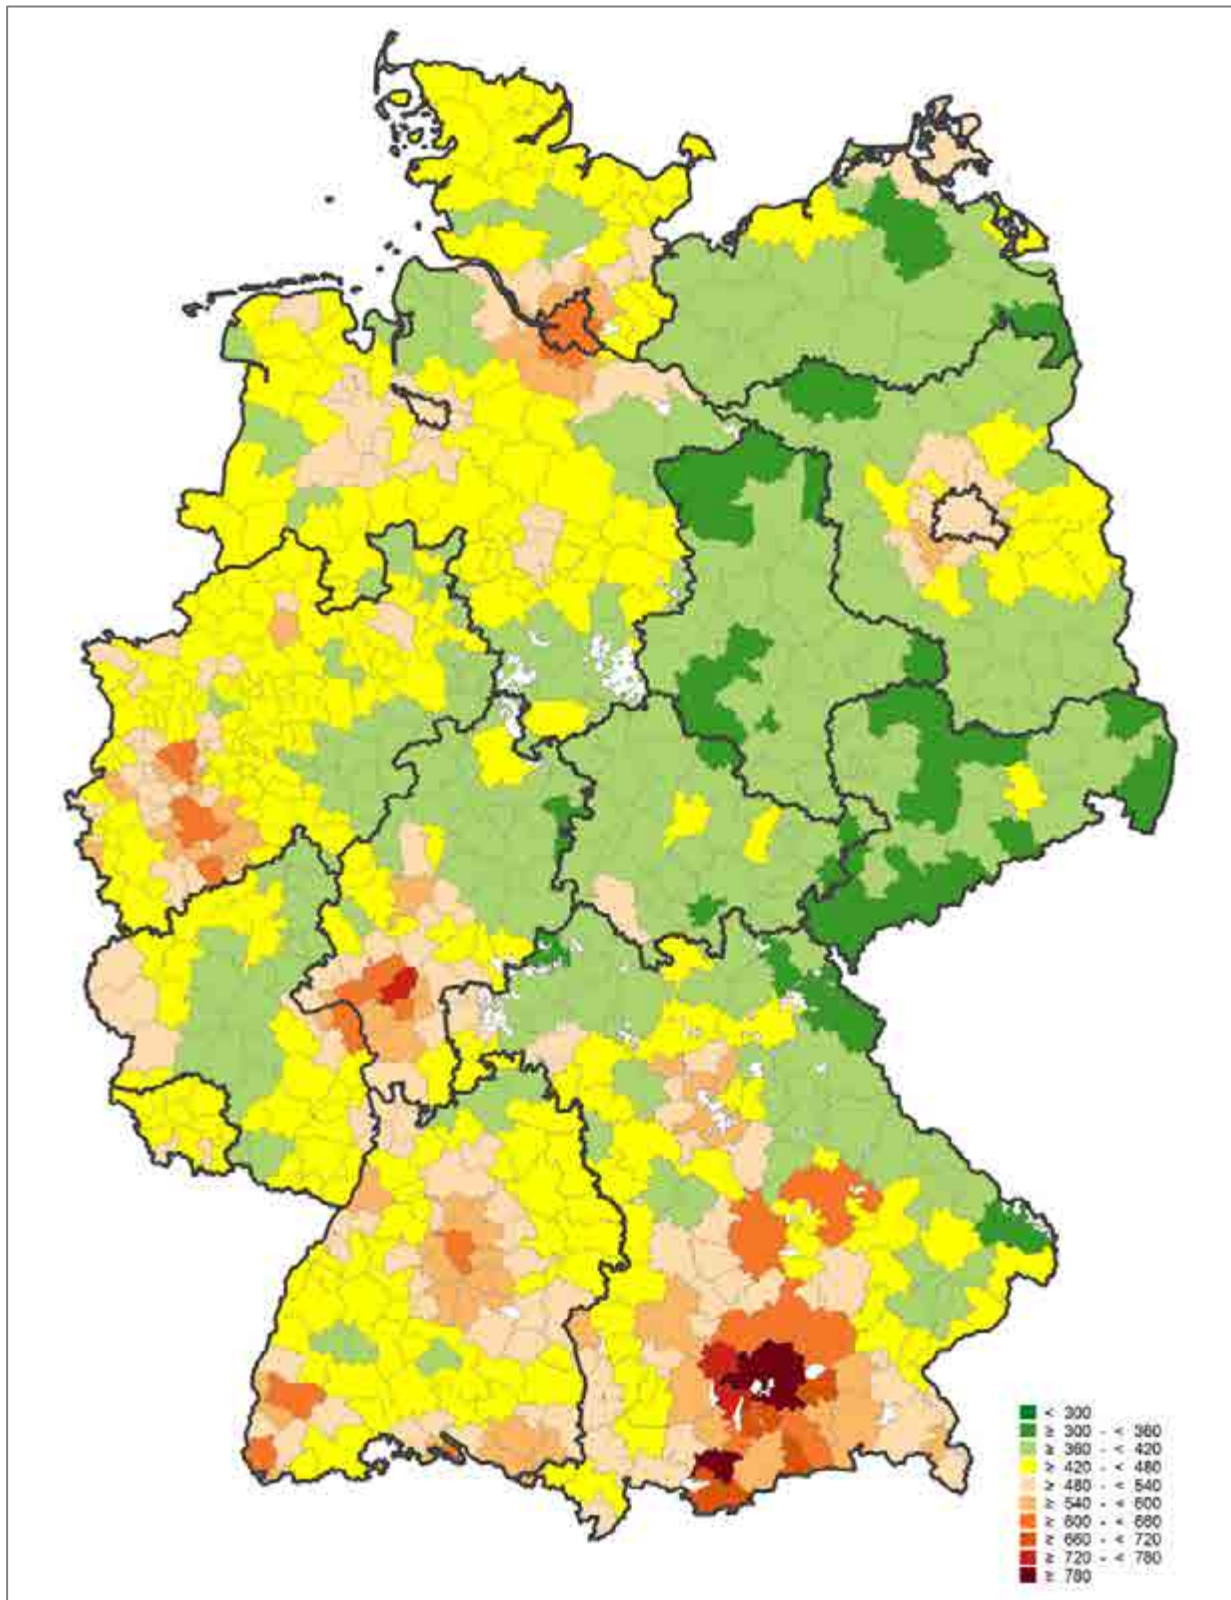 < 300
≥ 300 - < 360
≥ 360 - < 420
≥ 420 - < 480
≥ 480 - < 540
≥ 540 - < 600
≥ 600 - < 660
≥ 660 - < 720
≥ 720 - < 780
≥ 780